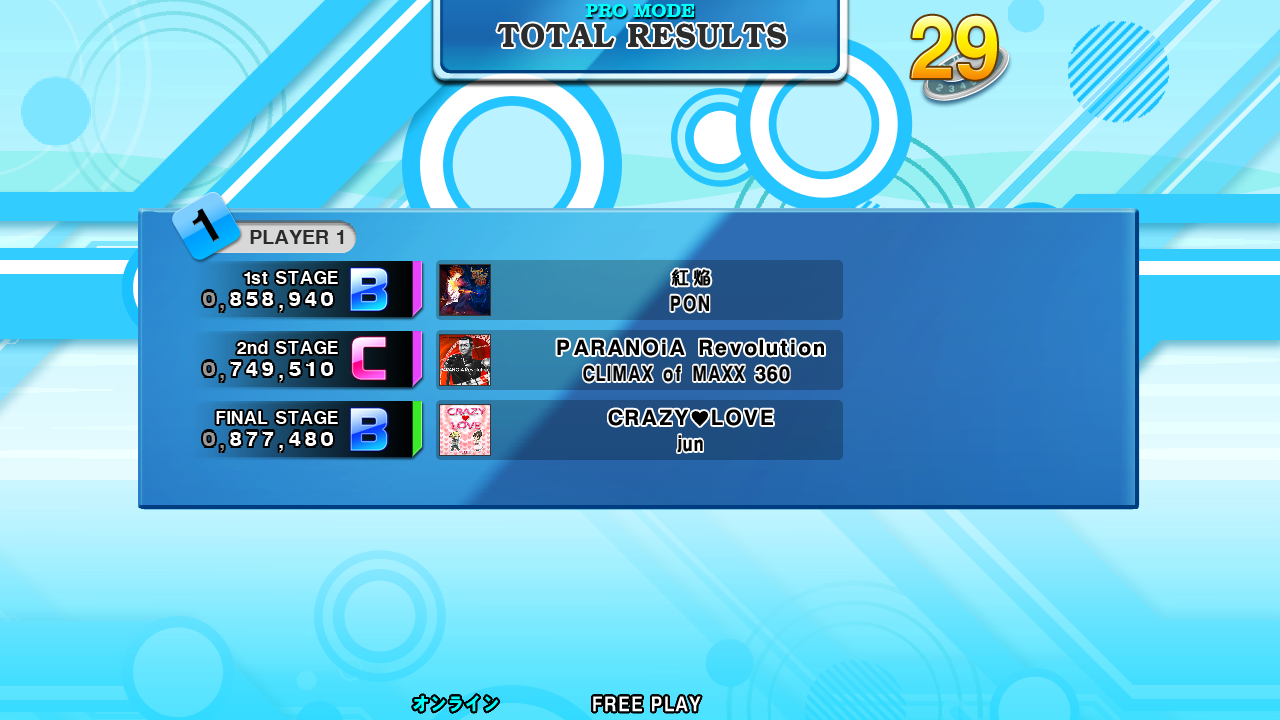 PRO MODE
TOTAL RESULTS
29
1
PLAYER 1
1st STAGE
0,858,940
B
紅焔
PON
2nd STAGE
0,749,510
C
PARANOiA Revolution
CLIMAX of MAXX 360
FINAL STAGE
0,877,480
B
CRAZY♥LOVE
CRAZY♥LOVE
jun
オンライン
FREE PLAY